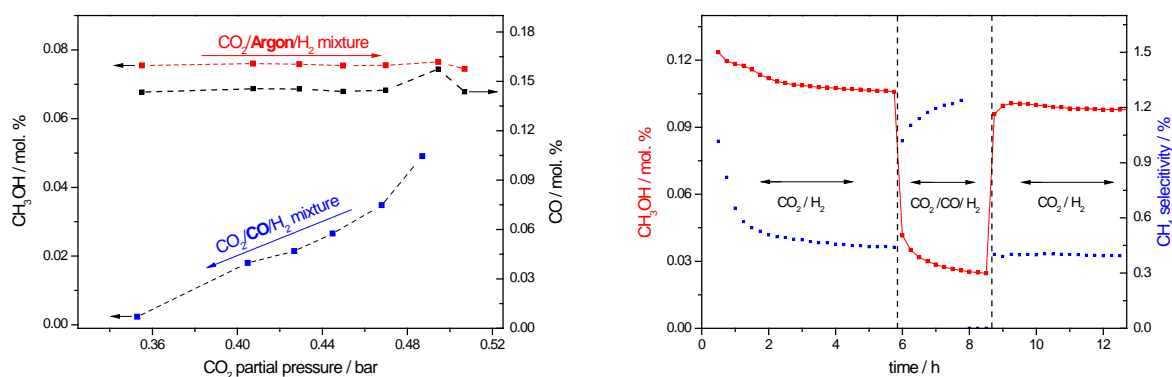 0.08
0.06
0.04
0.02
0.00
CH3OH / mol. %
CO2/Argon/H2 mixture
CO2/CO/H2 mixture
0.18
0.15
0.12
0.09
0.06
0.03
0.00
CO / mol. %
0.36 0.40 0.44 0.48 0.52
CO2 partial pressure / bar
0.12
0.09
0.06
0.03
0.00
CH3OH / mol. %
CO2 / H2
CO2 /CO/ H2
CO2 / H2
1.5
1.2
0.9
0.6
0.3
0.0
CH4 selecitivity / %
0 2 4 6 8 10 12
time / h